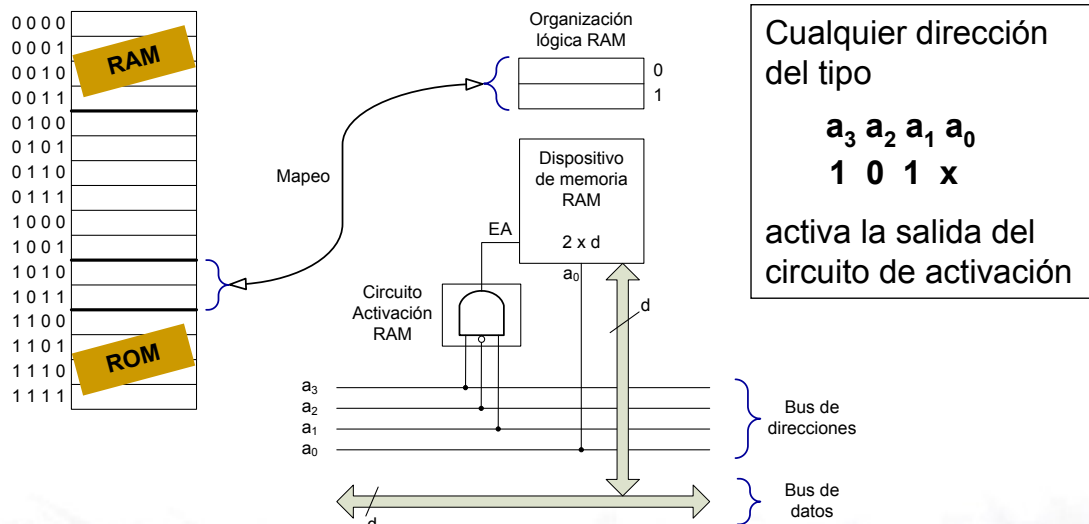 0 0 0 0
0 0 0 1
0 0 1 0
0 0 1 1
0 1 0 0
0 1 0 1
0 1 1 0
0 1 1 1
1 0 0 0
1 0 0 1
1 0 1 0
1 0 1 1
1 1 0 0
1 1 0 1
1 1 1 0
1 1 1 1
RAM
ROM
Mapeo
Organización
lógica RAM
0
1
Dispositivo
de memoria
RAM
2 x d
EA
a0
d
Circuito
Activación
RAM
a3
a2
a1
a0
Bus de
direcciones
d
Bus de
datos
Cualquier dirección
del tipo
a3 a2 a1 a0
1 0 1 x
activa la salida del
circuito de activación